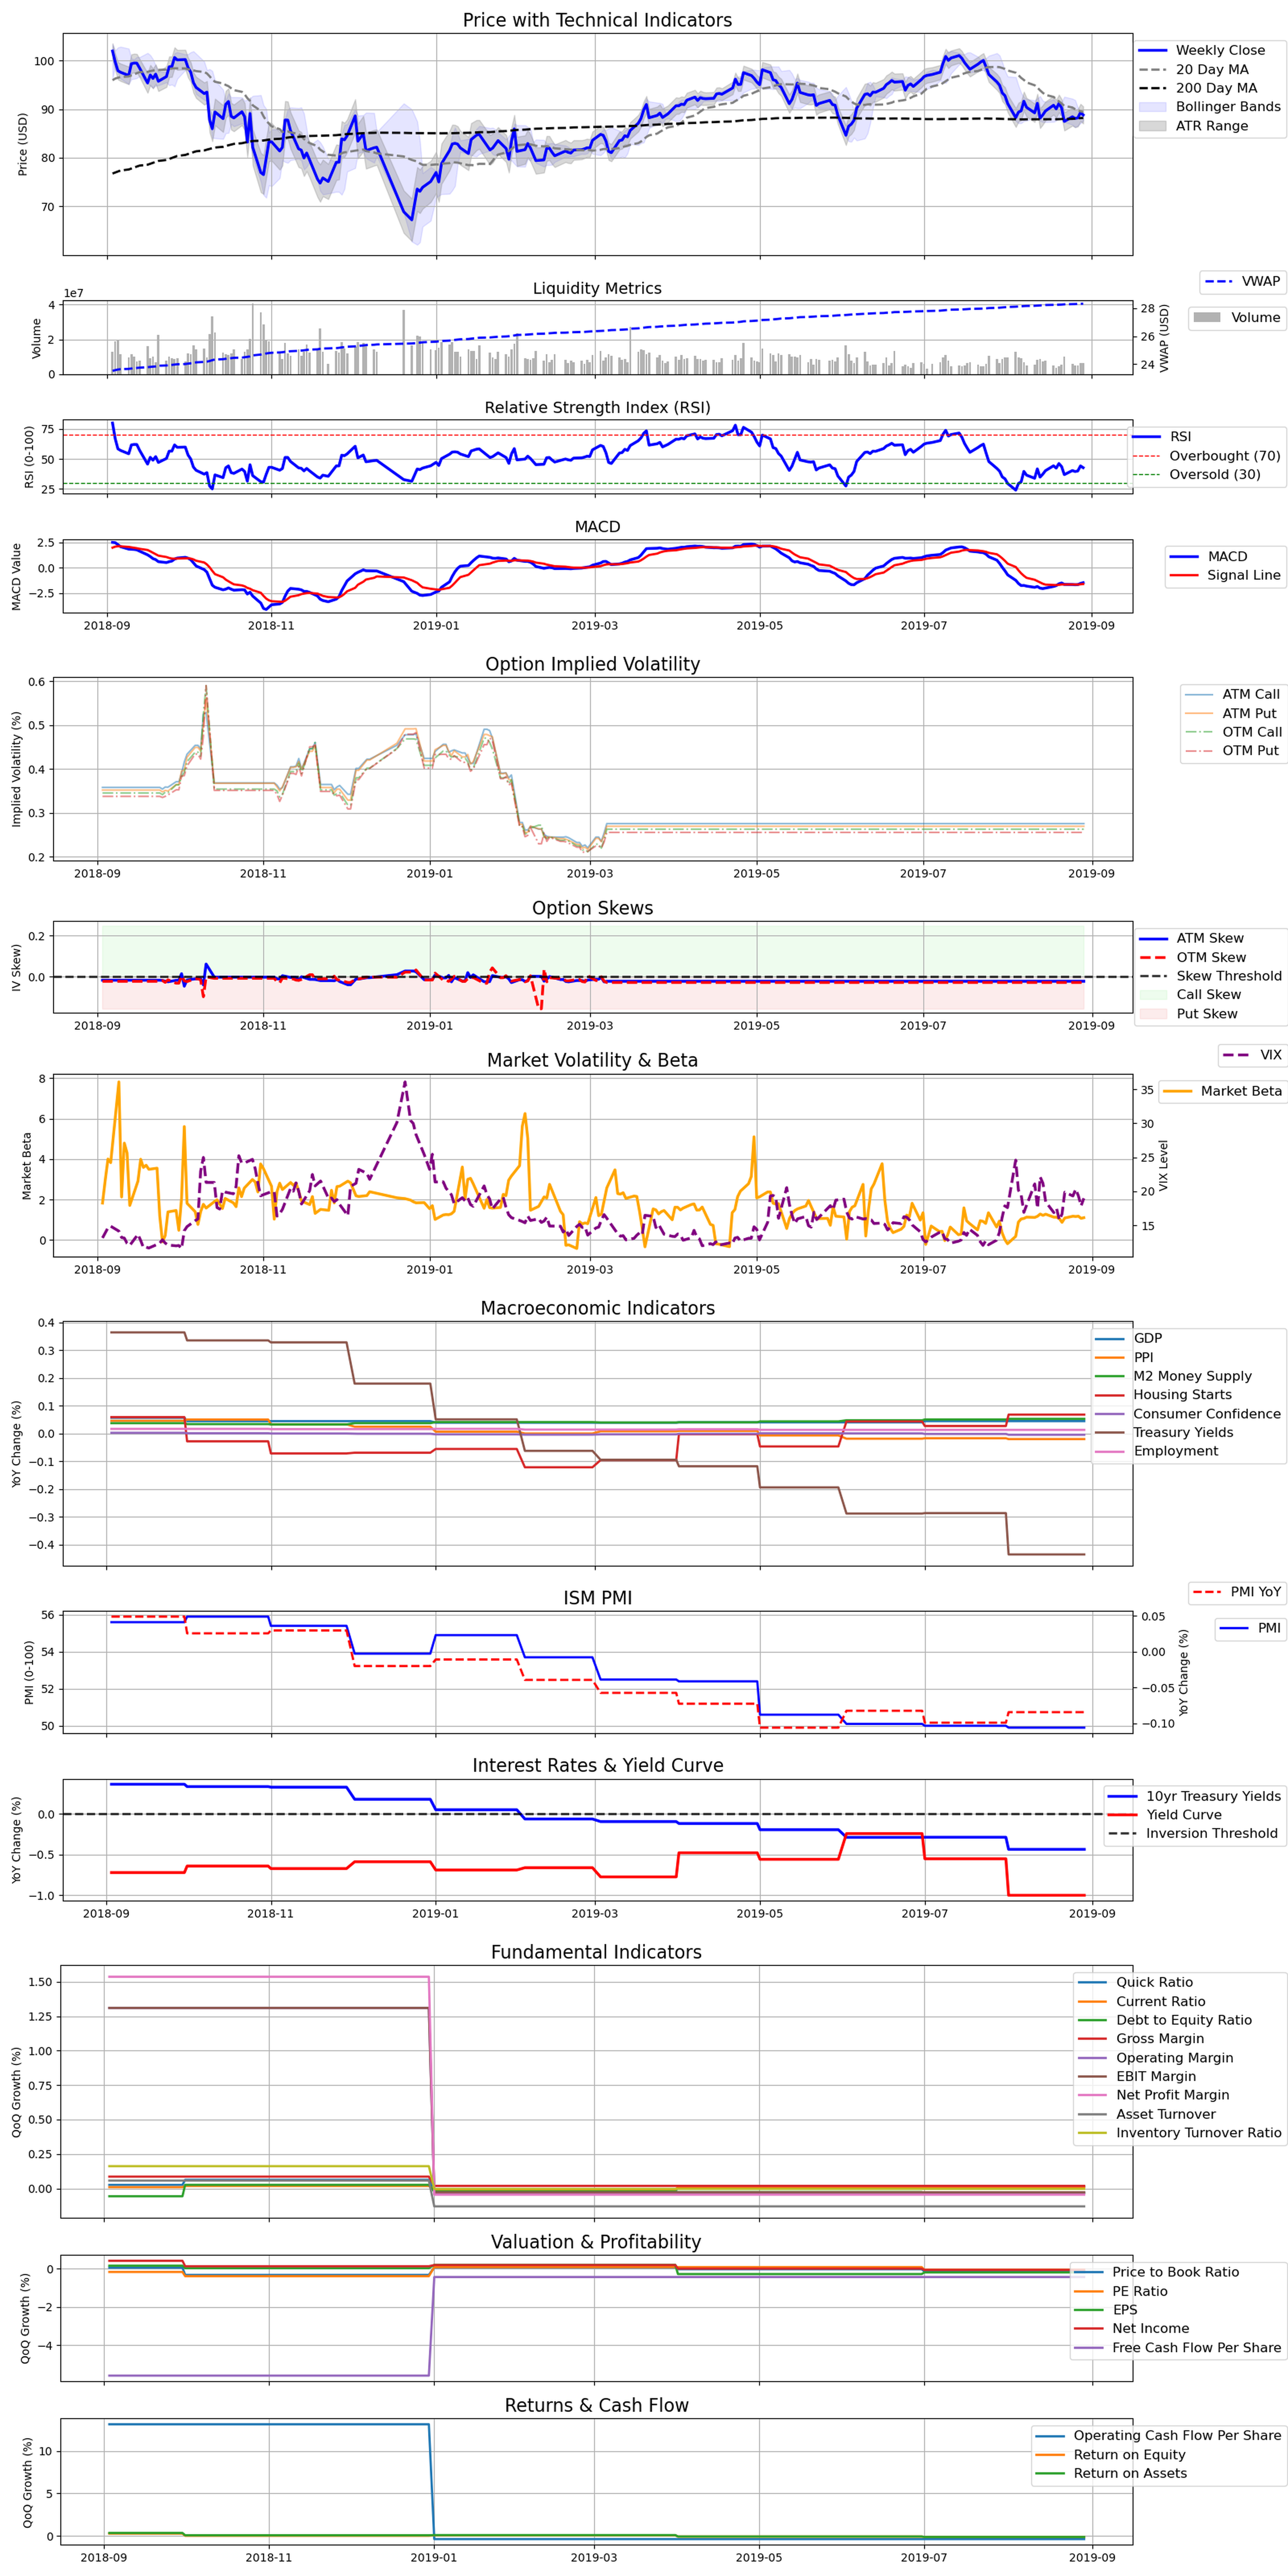 Price with Technical Indicators
Price (USD)
100
90
80
70
Weekly Close
20 Day MA
200 Day MA
Bollinger Bands
ATR Range
Liquidity Metrics
1e7
Volume
4
2
0
28
26
24
VWAP (USD)
VWAP
Volume
Relative Strength Index (RSI)
RSI (0-100)
75
50
25
RSI
Overbought (70)
Oversold (30)
MACD
MACD Value
2.5
0.0
−2.5
MACD
Signal Line
2018-09 2018-11 2019-01 2019-03 2019-05 2019-07 2019-09
Option Implied Volatility
Implied Volatility (%)
0.6
0.5
0.4
0.3
0.2
ATM Call
ATM Put
OTM Call
OTM Put
2018-09 2018-11 2019-01 2019-03 2019-05 2019-07 2019-09
Option Skews
IV Skew)
0.2
0.0
ATM Skew
OTM Skew
Skew Threshold
Call Skew
Put Skew
2018-09 2018-11 2019-01 2019-03 2019-05 2019-07 2019-09
Market Volatility & Beta
Market Beta
8
6
4
2
0
35
30
25
20
15
VIX Level
VIX
Market Beta
2018-09 2018-11 2019-01 2019-03 2019-05 2019-07 2019-09
Macroeconomic Indicators
YoY Change (%)
0.4
0.3
0.2
0.1
0.0
−0.1
−0.2
−0.3
−0.4
GDP
PPI
M2 Money Supply
Housing Starts
Consumer Confidence
Treasury Yields
Employment
ISM PMI
PMI (0-100)
56
54
52
50
0.05
0.00
−0.05
−0.10
YoY Change (%)
PMI YoY
PMI
Interest Rates & Yield Curve
YoY Change (%)
0.0
−0.5
−1.0
10yr Treasury Yields
Yield Curve
Inversion Threshold
2018-09 2018-11 2019-01 2019-03 2019-05 2019-07 2019-09
Fundamental Indicators
QoQ Growth (%)
1.50
1.25
1.00
0.75
0.50
0.25
0.00
Quick Ratio
Current Ratio
Debt to Equity Ratio
Gross Margin
Operating Margin
EBIT Margin
Net Profit Margin
Asset Turnover
Inventory Turnover Ratio
Valuation & Profitability
QoQ Growth (%)
0
−2
−4
Price to Book Ratio
PE Ratio
EPS
Net Income
Free Cash Flow Per Share
Returns & Cash Flow
QoQ Growth (%)
10
5
0
Operating Cash Flow Per Share
Return on Equity
Return on Assets
2018-09 2018-11 2019-01 2019-03 2019-05 2019-07 2019-09